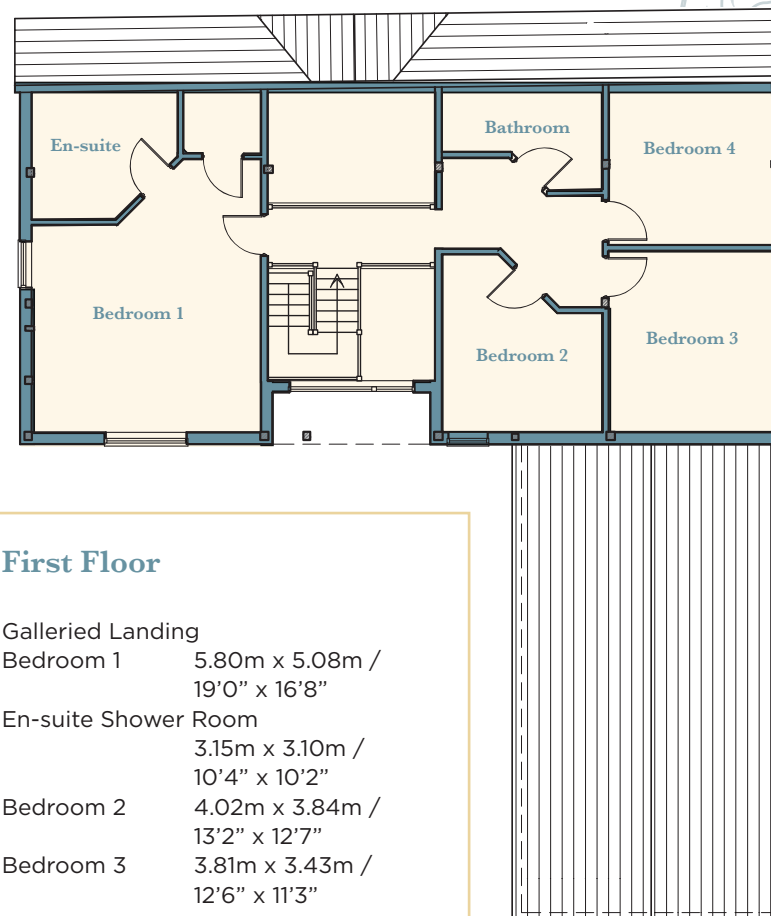 En-suite
Bathroom
Bedroom 4
Bedroom 1
Bedroom 3
Bedroom 2
First Floor
Galleried Landing
Bedroom 1 5.80m x 5.08m /
19’0” x 16’8”
En-suite Shower Room
3.15m x 3.10m /
10’4” x 10’2”
Bedroom 2 4.02m x 3.84m /
13’2” x 12’7”
Bedroom 3 3.81m x 3.43m /
12’6” x 11’3”